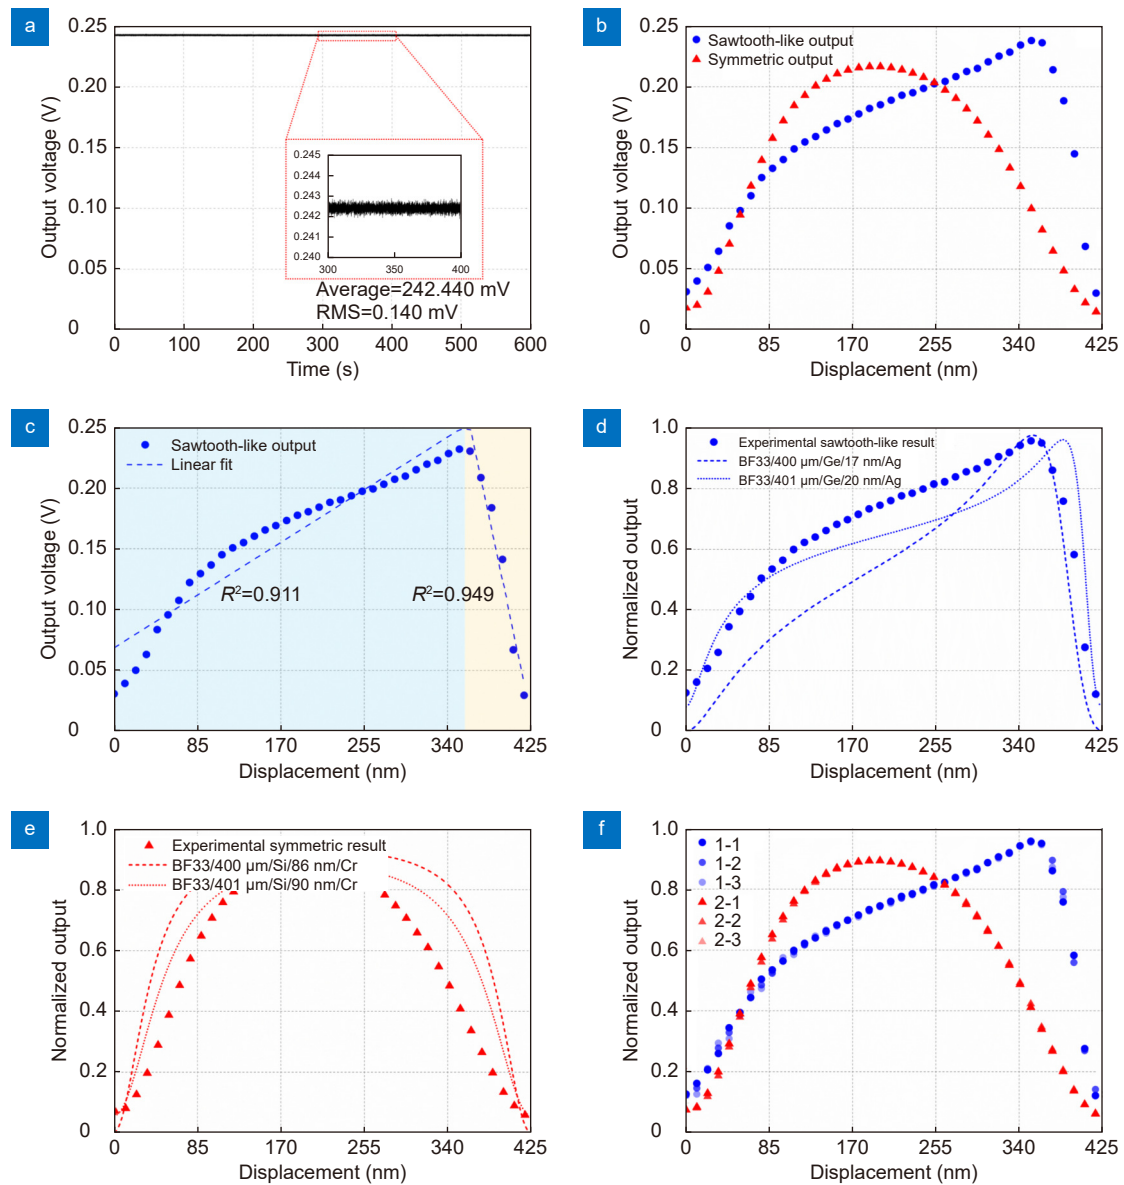 a
0.25
0.20
0.15
0.10
0.05
0
Output voltage (V)
0.245
0.244
0.243
0.242
0.241
0.240
300 350 400
Average=242.440 mV
RMS=0.140 mV
0 100 200 300 400 500 600
Time (s)
b
0.25
0.20
0.15
0.10
0.05
0
Output voltage (V)
Sawtooth-like output
Symmetric output
0 85 170 255 340 425
Displacement (nm)
c
0.25
0.20
0.15
0.10
0.05
0
Output voltage (V)
Sawtooth-like output
Linear fit
R²=0.911
R²=0.949
0 85 170 255 340 425
Displacement (nm)
d
1.0
0.8
0.6
0.4
0.2
0
Normalized output
Experimental sawtooth-like result
BF33/400 μm/Ge/17 nm/Ag
BF33/401 μm/Ge/20 nm/Ag
0 85 170 255 340 425
Displacement (nm)
e
1.0
0.8
0.6
0.4
0.2
0
Normalized output
Experimental symmetric result
BF33/400 μm/Si/86 nm/Cr
BF33/401 μm/Si/90 nm/Cr
0 85 170 255 340 425
Displacement (nm)
f
1.0
0.8
0.6
0.4
0.2
0
Normalized output
1-1
1-2
1-3
2-1
2-2
2-3
0 85 170 255 340 425
Displacement (nm)